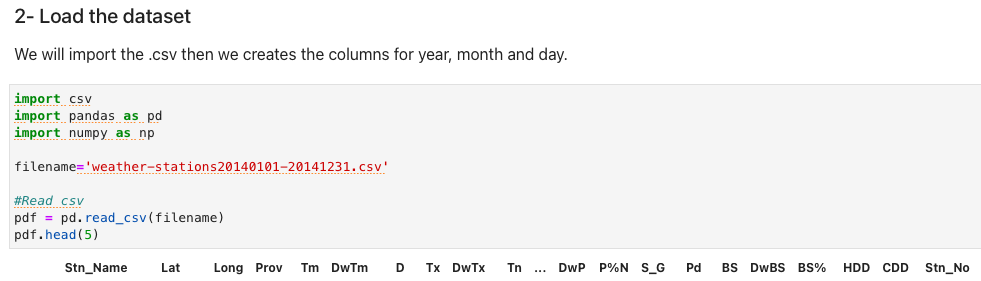 2- Load the dataset
We will import the .csv then we creates the columns for year, month and day.
import csv
import pandas as pd
import numpy as np
filename='weather-stations20140101-20141231.csv'
#Read csv
pdf = pd.read_csv(filename)
pdf.head(5)
Stn_Name Lat Long Prov Tm DwTm D Tx DwTx Tn ... DwP P%N S_G Pd BS DwBS BS% HDD CDD Stn_No